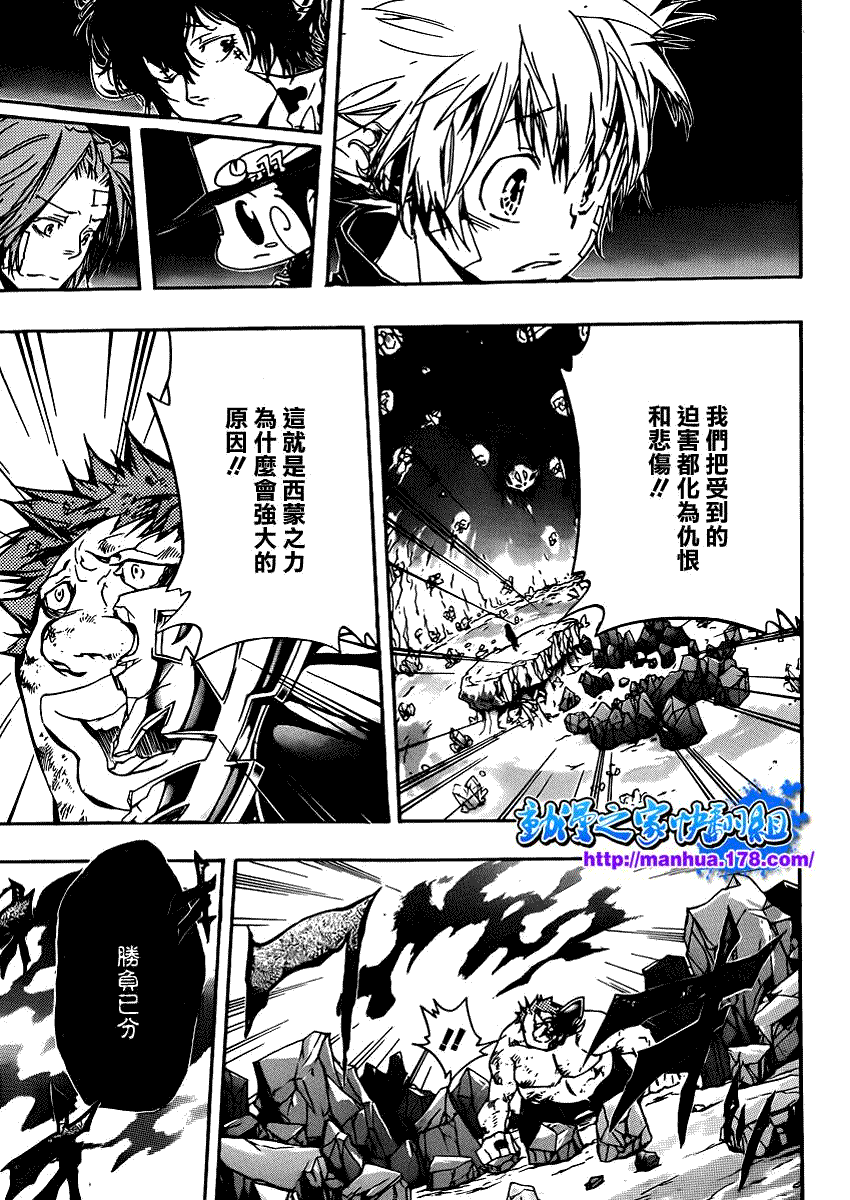 我們把受到的
迫害都化為仇恨
和悲傷!!
這就是西蒙之力
為什麼會強大的
原因!!
動漫之家快翻組
http://manhua.178.com/
!!
勝負已分